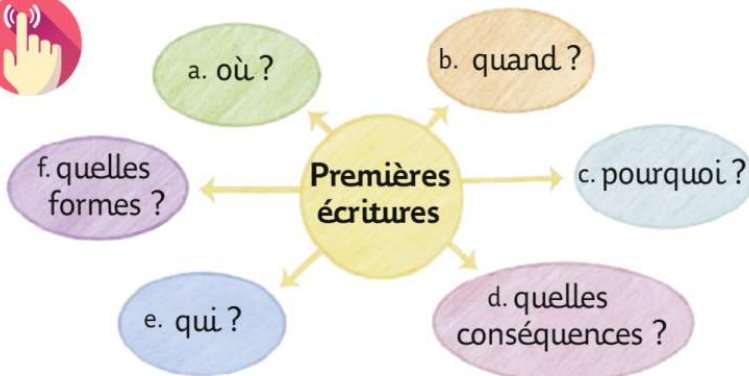 a. où ?
b. quand ?
f. quelles
formes ?
Premières
écritures
c. pourquoi ?
e. qui ?
d. quelles
conséquences ?